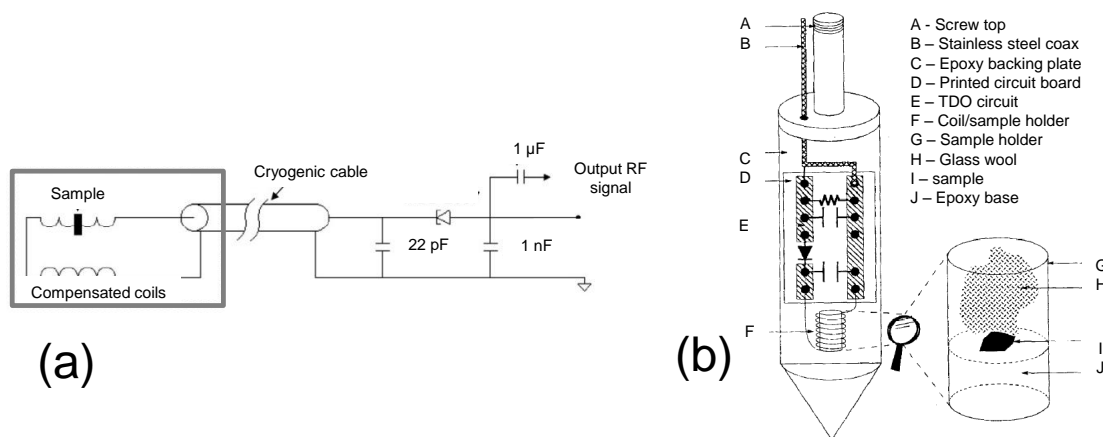 Sample
Cryogenic cable
1 µF
Output RF
signal
22 pF
1 nF
Compensated coils
(a)
A
B
C
D
E
F
(b)
A - Screw top
B – Stainless steel coax
C – Epoxy backing plate
D – Printed circuit board
E – TDO circuit
F – Coil/sample holder
G – Sample holder
H – Glass wool
I – sample
J – Epoxy base
G
H
I
J